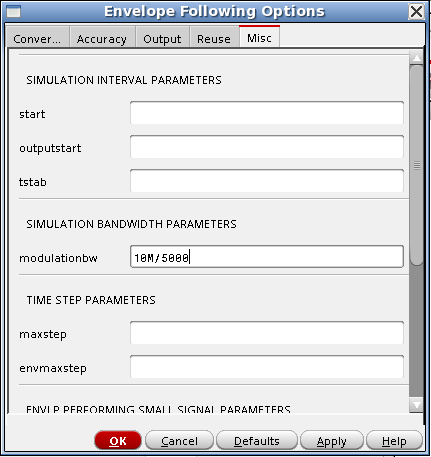 Envelope Following Options
Conver... Accuracy Output Reuse Misc
SIMULATION INTERVAL PARAMETERS
start
outputstart
tstab
SIMULATION BANDWIDTH PARAMETERS
modulationbw 10M/5000
TIME STEP PARAMETERS
maxstep
envmaxstep
ENVLP PERFORMING SMALL SIGNAL PARAMETERS
OK Cancel Defaults Apply Help